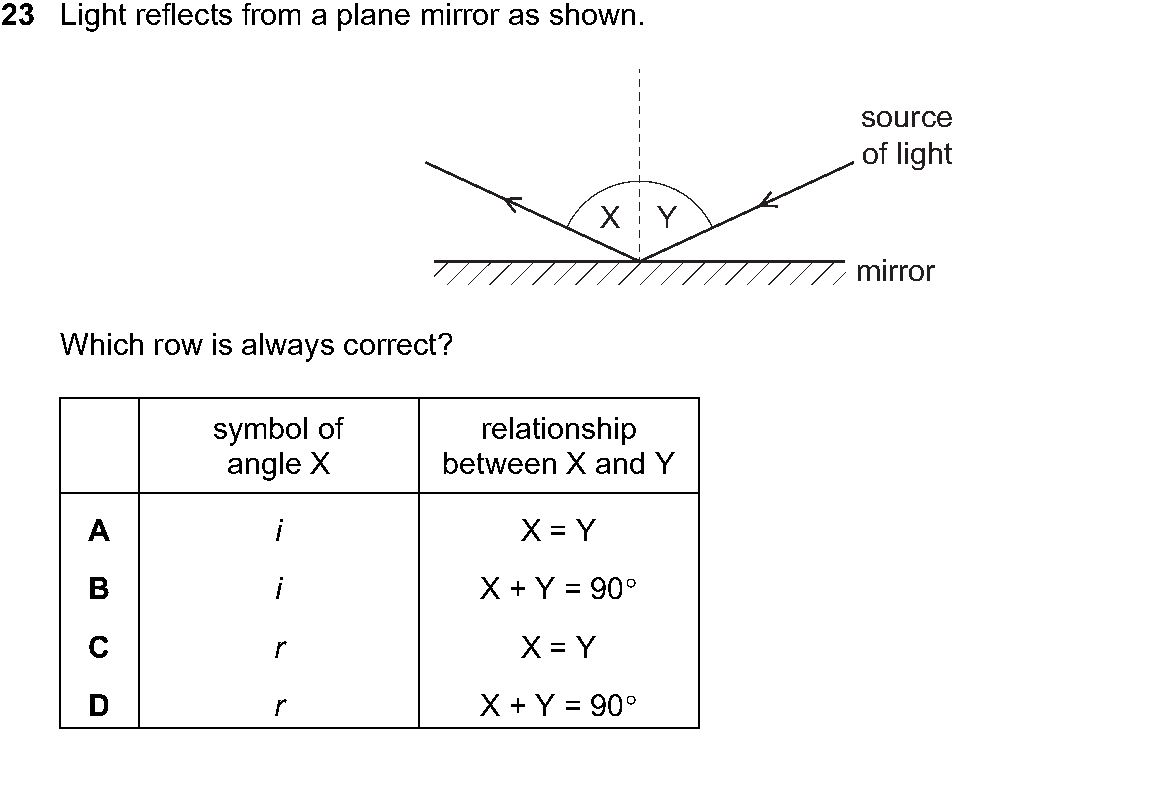 23 Light reflects from a plane mirror as shown.
source
of light
X Y
mirror
Which row is always correct?
symbol of
angle X
relationship
between X and Y
A i X = Y
B i X + Y = 90°
C r X = Y
D r X + Y = 90°